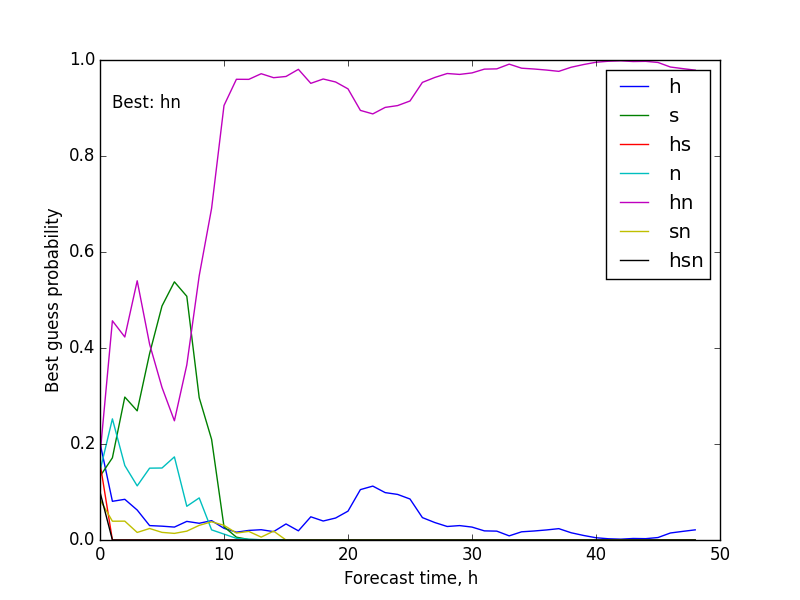 1.0
Best: hn
0.8
0.6
0.4
0.2
0.0
0
10
20
30
40
50
Best guess probability
Forecast time, h
h
s
hs
n
hn
sn
hsn